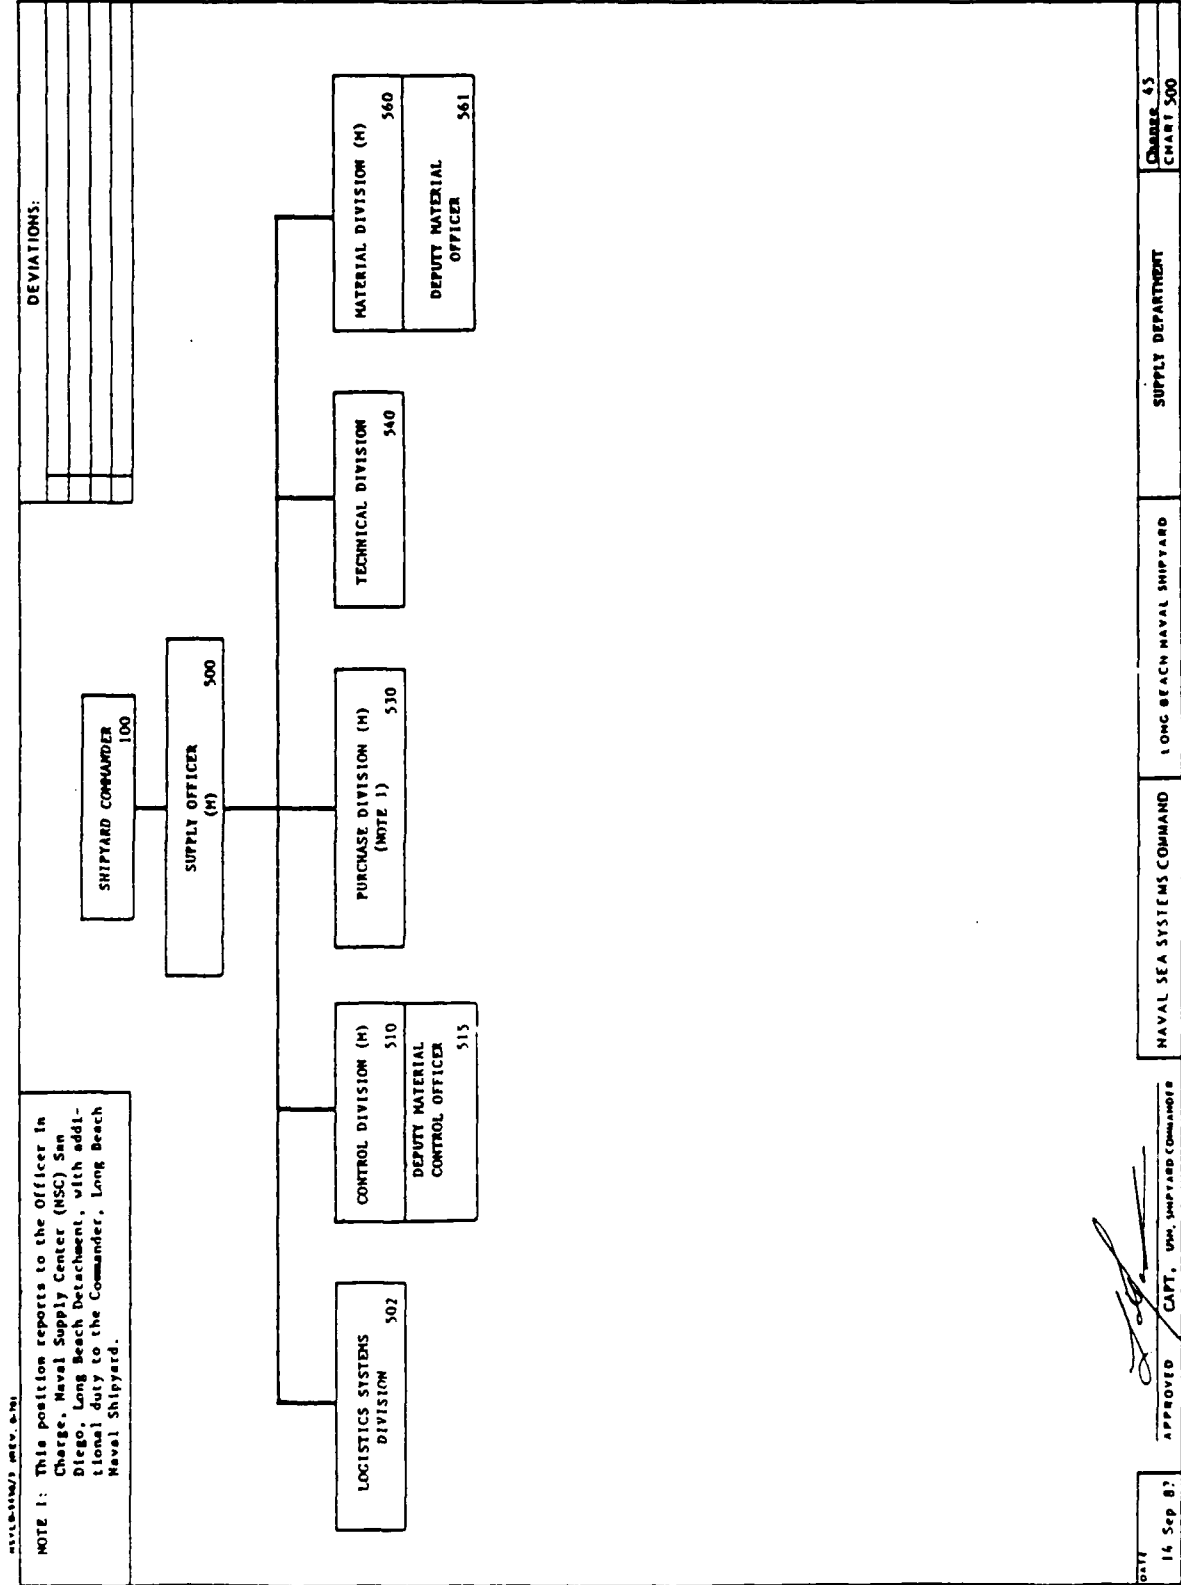 NOTE 1: This position reports to the Officer in
Charge, Naval Supply Center (NSC) San
Diego, Long Beach Detachment, with addi-
tional duty to the Commander, Long Beach
Naval Shipyard.
DEVIATIONS:
SHIPYARD COMMANDER
100
SUPPLY OFFICER
(M) 500
LOGISTICS SYSTEMS
DIVISION 502
CONTROL DIVISION (M)
510
DEPUTY MATERIAL
CONTROL OFFICER
515
PURCHASE DIVISION (M)
(NOTE 1) 530
TECHNICAL DIVISION
540
MATERIAL DIVISION (M)
560
DEPUTY MATERIAL
OFFICER 561
DATE
14 Sep
APPROVED CAPT, USN, SHIPYARD COMMANDER
NAVAL SEA SYSTEMS COMMAND
LONG BEACH NAVAL SHIPYARD
SUPPLY DEPARTMENT
Change 45
CHART 500